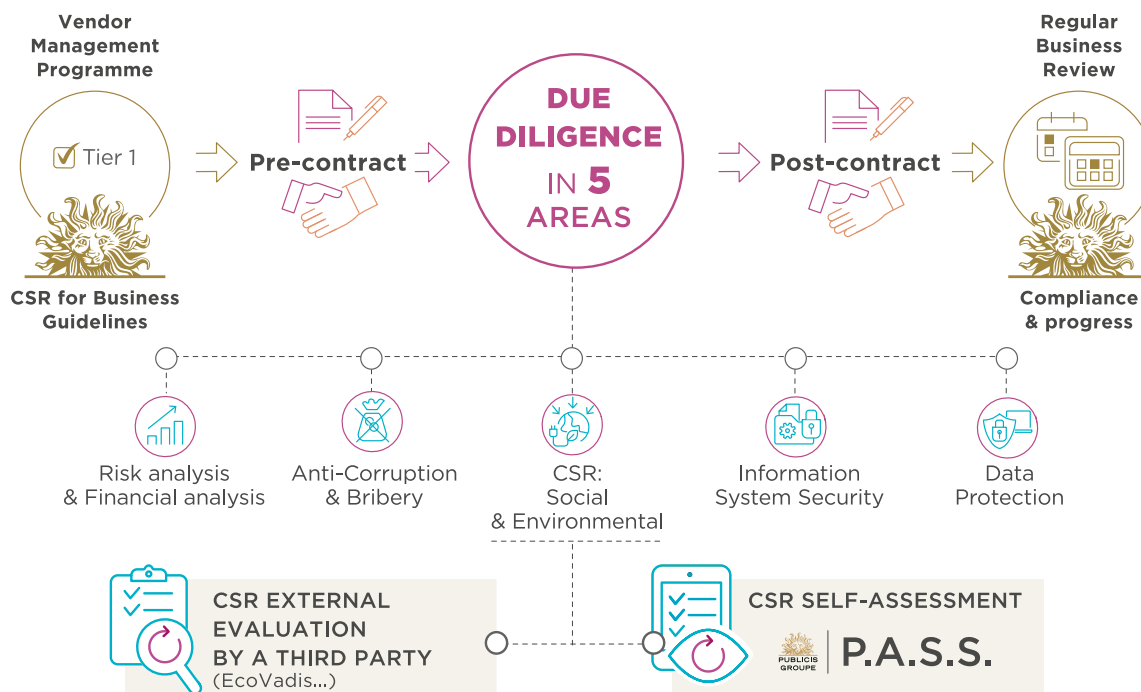 Vendor
Management
Programme
Tier 1
CSR for Business
Guidelines
Pre-contract
DUE
DILIGENCE
IN 5
AREAS
Post-contract
Regular
Business
Review
Compliance
& progress
Risk analysis
& Financial analysis
Anti-Corruption
& Bribery
CSR:
Social
& Environmental
Information
System Security
Data
Protection
CSR EXTERNAL
EVALUATION
BY A THIRD PARTY
(EcoVadis...)
CSR SELF-ASSESSMENT
PUBLICIS
GROUPE
P.A.S.S.